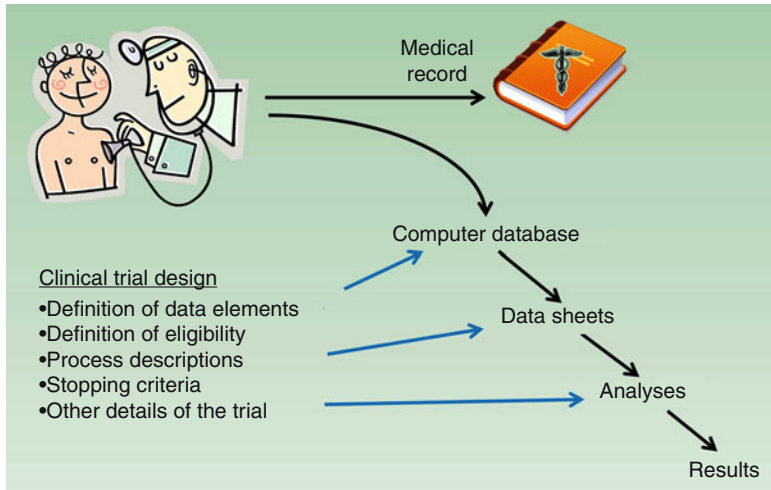 Medical
record
Computer database
Clinical trial design
•Definition of data elements
•Definition of eligibility
•Process descriptions
•Stopping criteria
•Other details of the trial
Data sheets
Analyses
Results